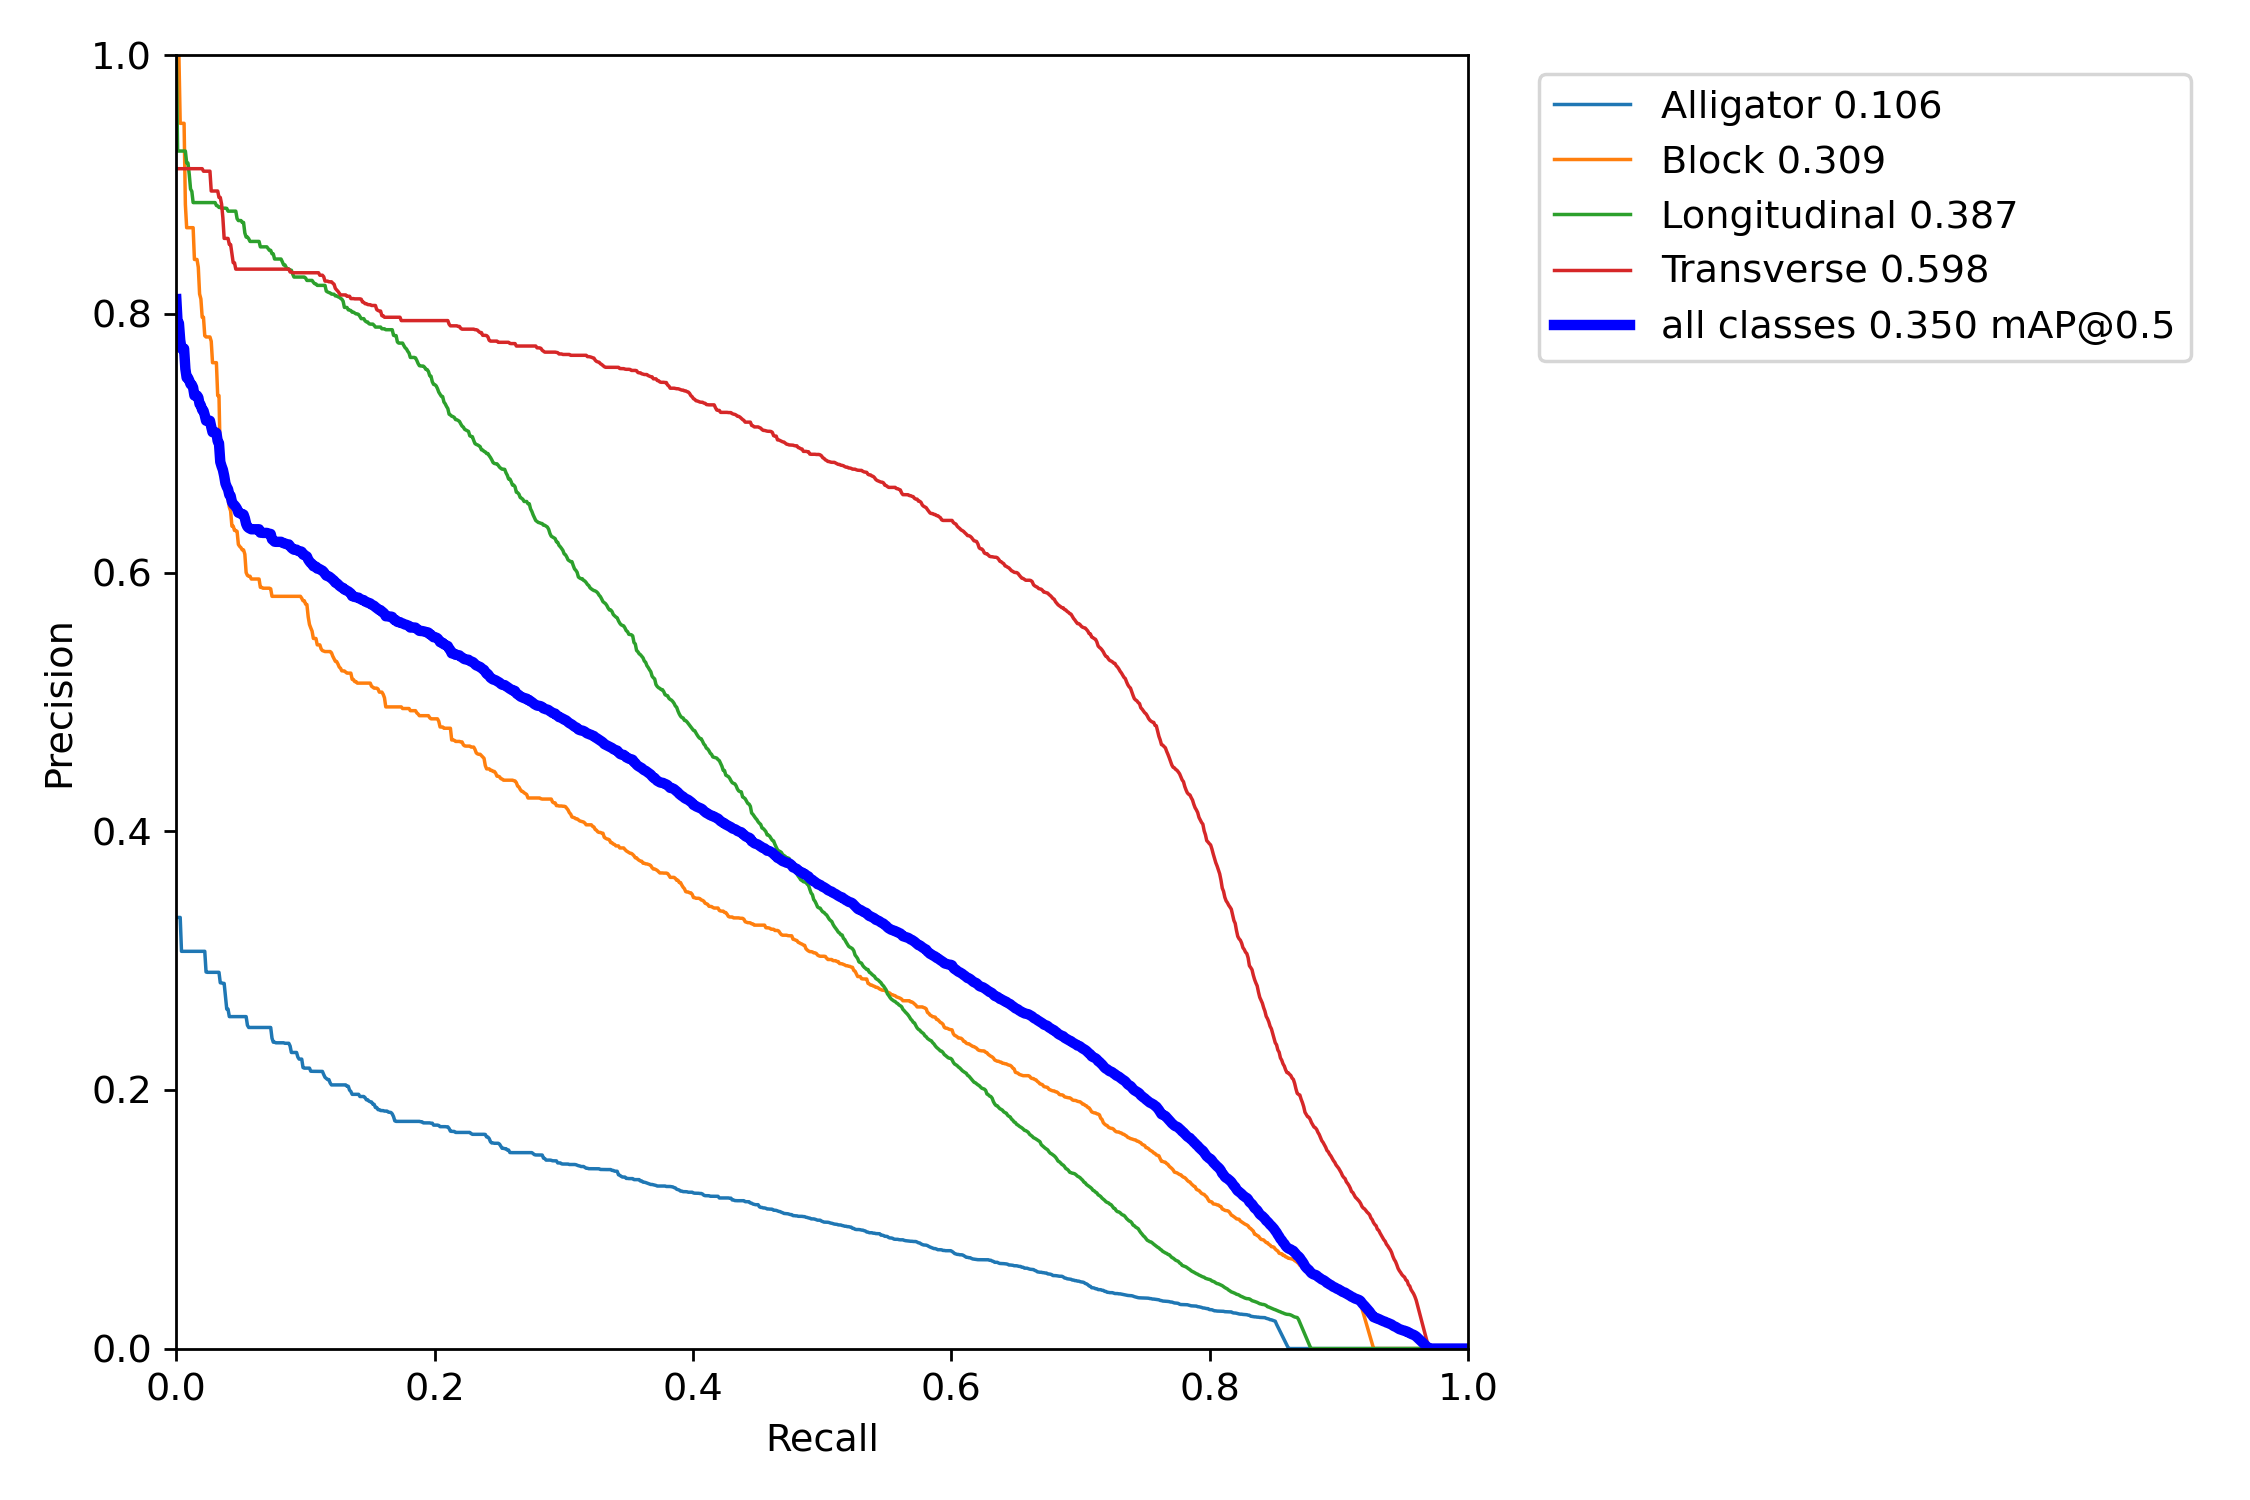 1.0
0.8
0.6
0.4
0.2
0.0
Precision
0.0 0.2 0.4 0.6 0.8 1.0
Recall
Alligator 0.106
Block 0.309
Longitudinal 0.387
Transverse 0.598
all classes 0.350 mAP@0.5